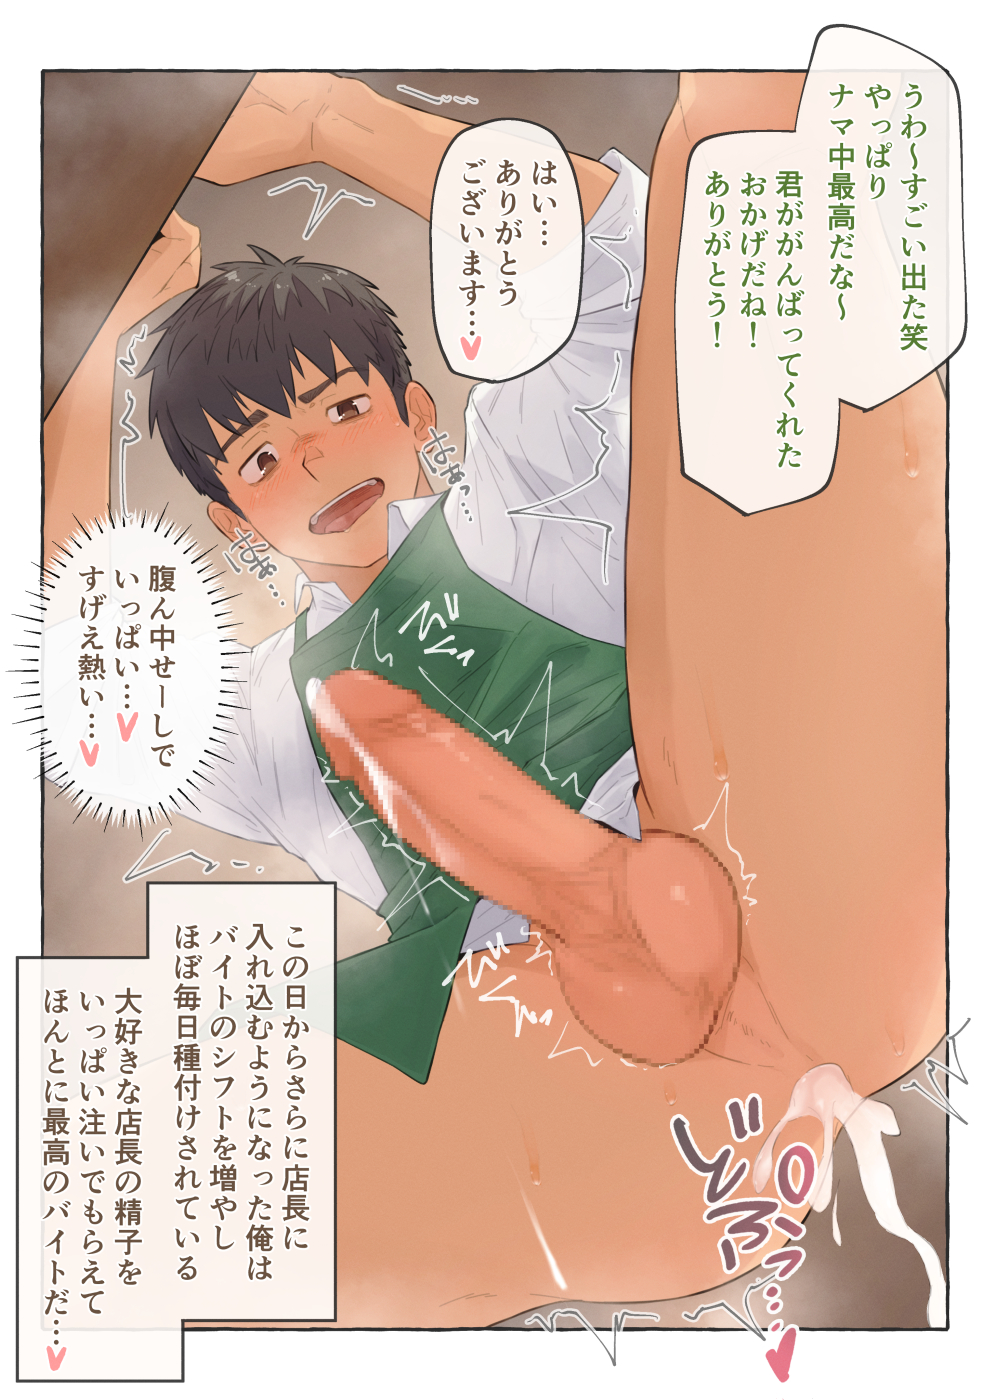 うわ～すごい出た笑
やっぱり
ナマ中最高だな～
君ががんばってくれた
おかげだね！
ありがとう！
はい…
ありがとう
ございます…♥
はぁっ…
はぁ…
腹ん中せーしで
いっぱい…♥
すげえ熱い…♥
ビクッ
ビクッ
この日からさらに店長に
入れ込むようになった俺は
バイトのシフトを増やし
ほぼ毎日種付けされている
大好きな店長の精子を
いっぱい注いでもらえて
ほんとに最高のバイトだ…♥